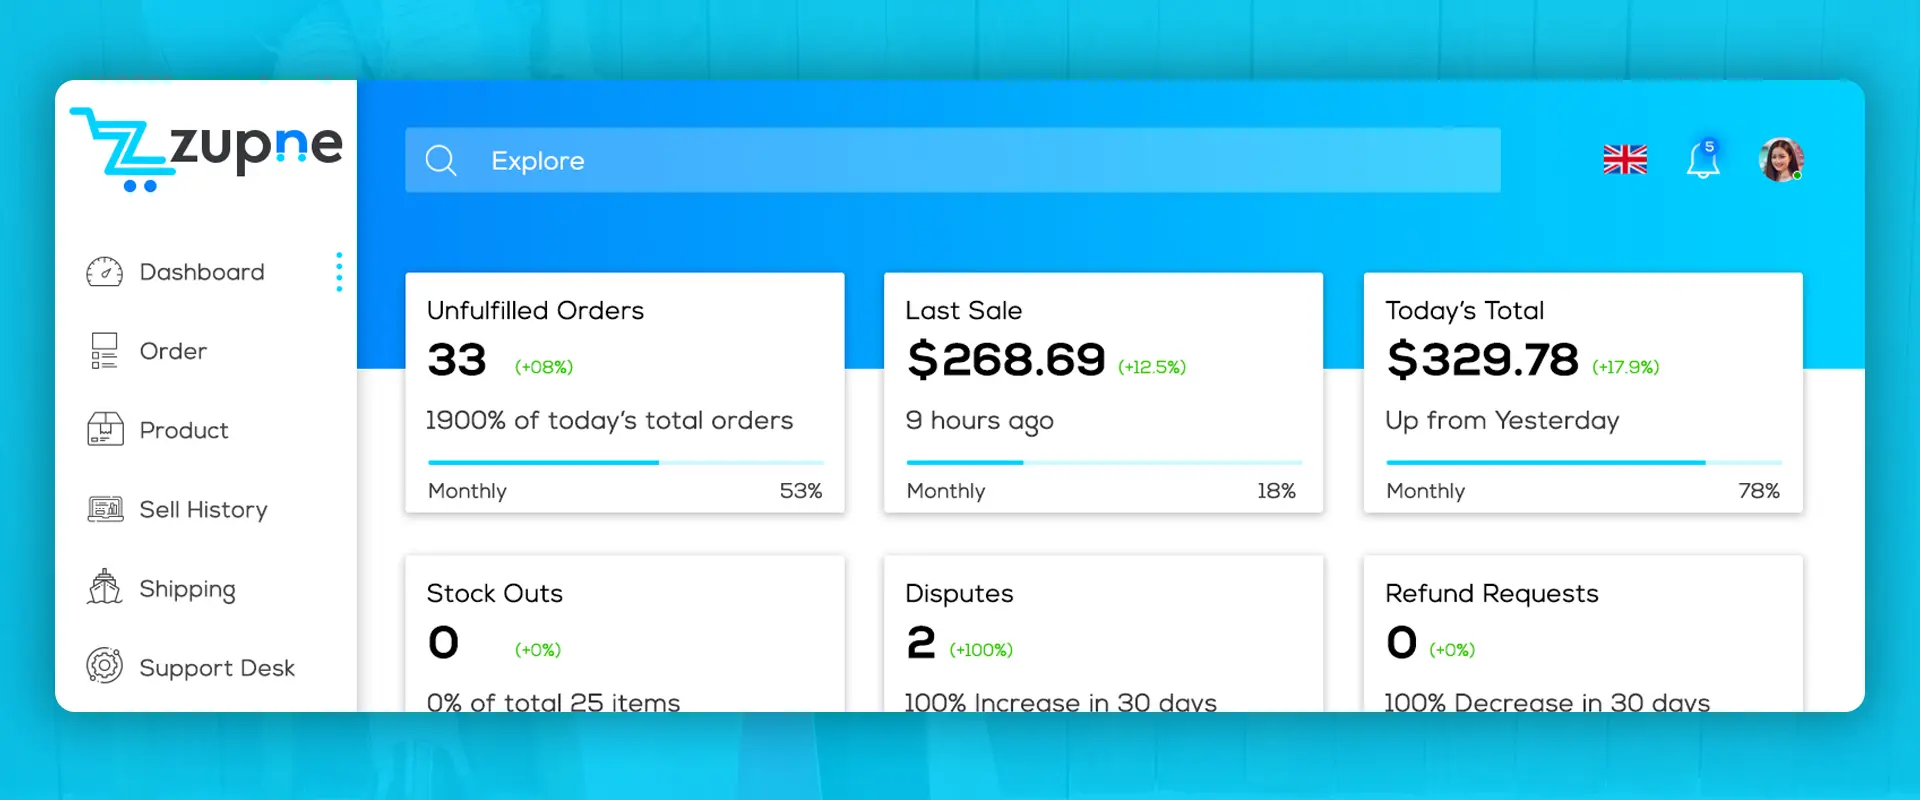 zupne
Explore
5
Dashboard
Order
Product
Sell History
Shipping
Support Desk
Unfulfilled Orders
33 (+08%)
1900% of today's total orders
Monthly 53%
Last Sale
$268.69 (+12.5%)
9 hours ago
Monthly 18%
Today's Total
$329.78 (+17.9%)
Up from Yesterday
Monthly 78%
Stock Outs
0 (+0%)
0% of total 25 items
Disputes
2 (+100%)
100% Increase in 30 days
Refund Requests
0 (+0%)
100% Decrease in 30 days